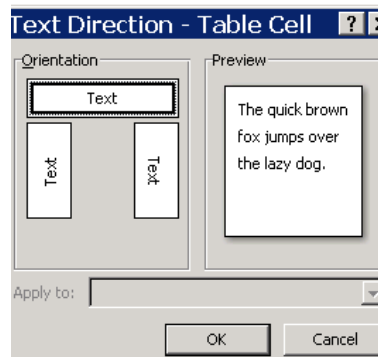 Text Direction - Table Cell ?
Orientation
Text
Text
Text
Preview
The quick brown
fox jumps over
the lazy dog.
Apply to:
OK
Cancel